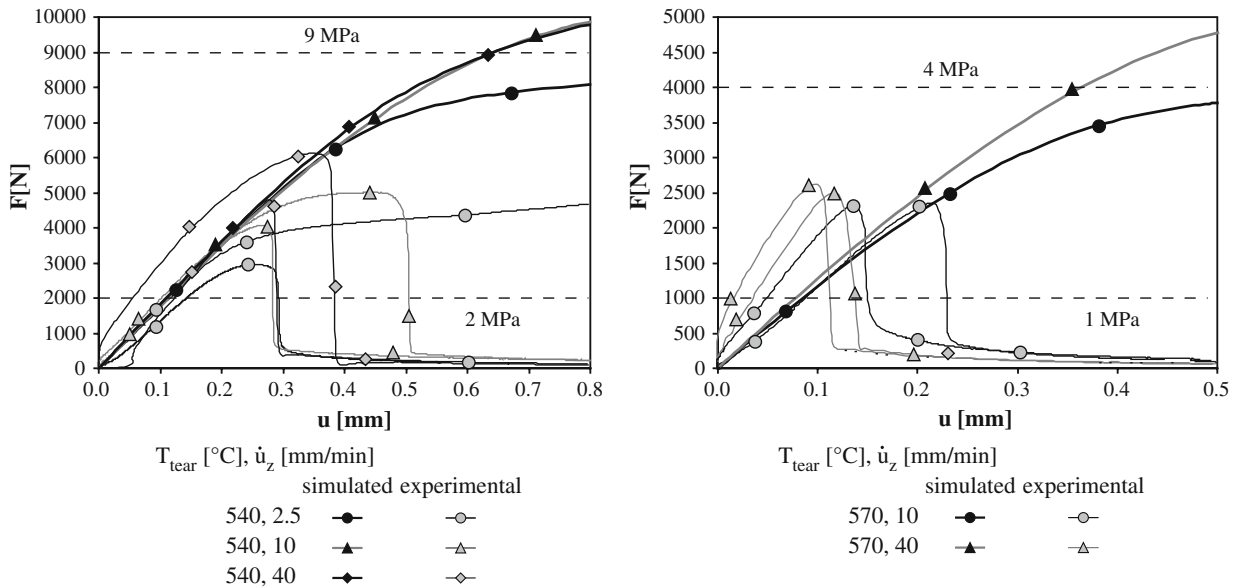 10000
9000
8000
7000
6000
5000
4000
3000
2000
1000
0
F[N]
9 MPa
2 MPa
0.0 0.1 0.2 0.3 0.4 0.5 0.6 0.7 0.8
u [mm]
T_tear [°C], u̇_z [mm/min]
simulated experimental
540, 2.5
540, 10
540, 40
5000
4500
4000
3500
3000
2500
2000
1500
1000
500
0
F[N]
4 MPa
1 MPa
0.0 0.1 0.2 0.3 0.4 0.5
u [mm]
T_tear [°C], u̇_z [mm/min]
simulated experimental
570, 10
570, 40